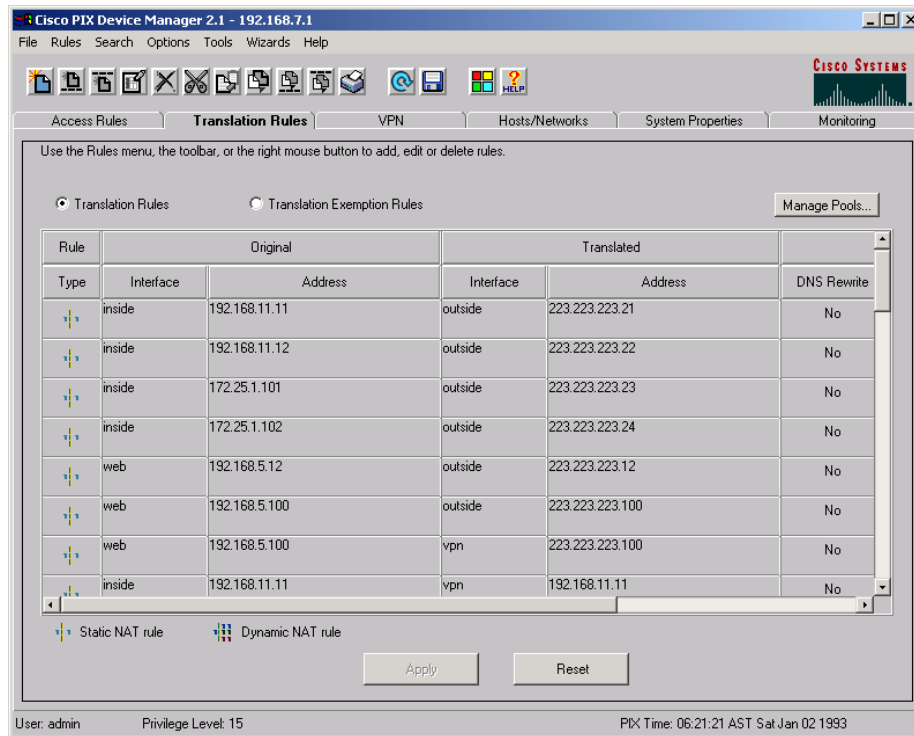 Cisco PIX Device Manager 2.1 - 192.168.7.1
File Rules Search Options Tools Wizards Help
HELP
CISCO SYSTEMS
Access Rules Translation Rules VPN Hosts/Networks System Properties Monitoring
Use the Rules menu, the toolbar, or the right mouse button to add, edit or delete rules.
Translation Rules Translation Exemption Rules Manage Pools...
Rule Original Translated
Type Interface Address Interface Address DNS Rewrite
inside 192.168.11.11 outside 223.223.223.21 No
inside 192.168.11.12 outside 223.223.223.22 No
inside 172.25.1.101 outside 223.223.223.23 No
inside 172.25.1.102 outside 223.223.223.24 No
web 192.168.5.12 outside 223.223.223.12 No
web 192.168.5.100 outside 223.223.223.100 No
web 192.168.5.100 vpn 223.223.223.100 No
inside 192.168.11.11 vpn 192.168.11.11 No
Static NAT rule Dynamic NAT rule
Apply Reset
User: admin Privilege Level: 15 PIX Time: 06:21:21 AST Sat Jan 02 1993